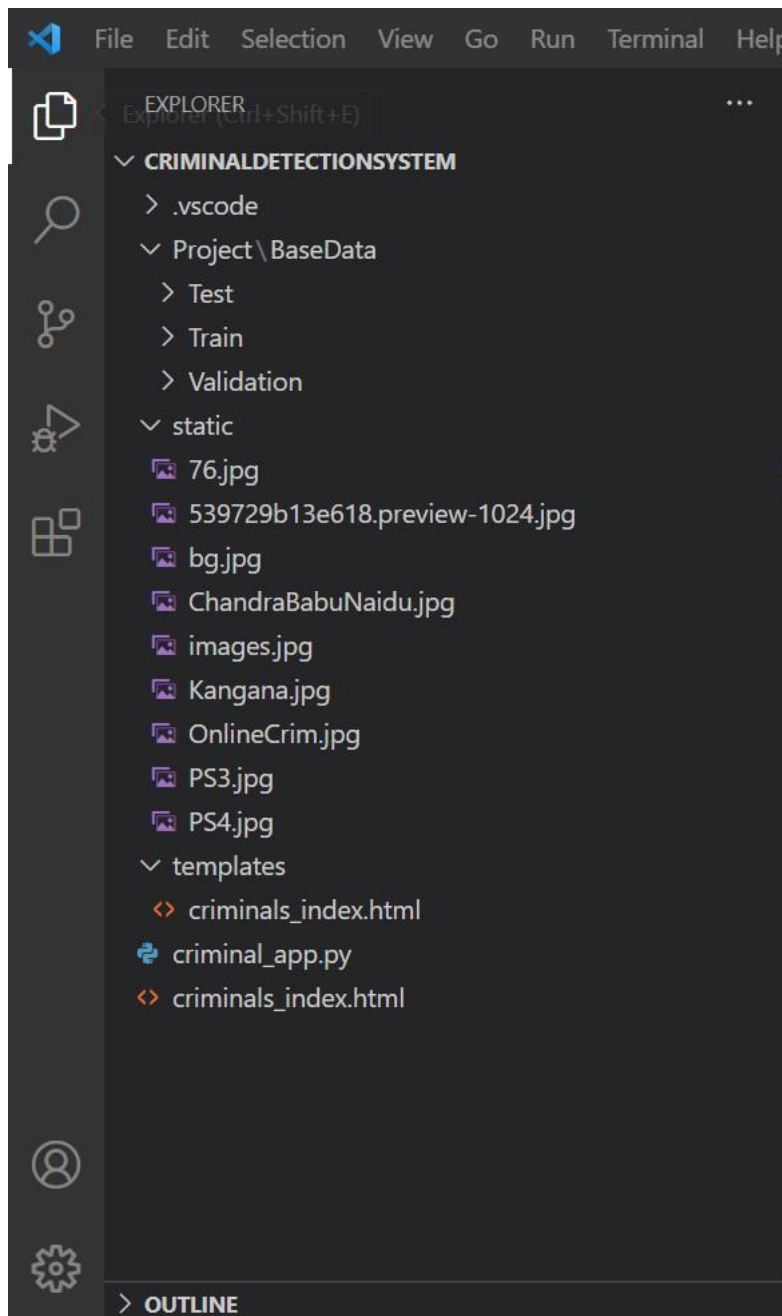 File Edit Selection View Go Run Terminal Help
EXPLORER
Explorer (Ctrl+Shift+E)
CRIMINALDETECTIONSYSTEM
.vscode
Project\BaseData
Test
Train
Validation
static
76.jpg
539729b13e618.preview-1024.jpg
bg.jpg
ChandraBabuNaidu.jpg
images.jpg
Kangana.jpg
OnlineCrim.jpg
PS3.jpg
PS4.jpg
templates
criminals_index.html
criminal_app.py
criminals_index.html
OUTLINE